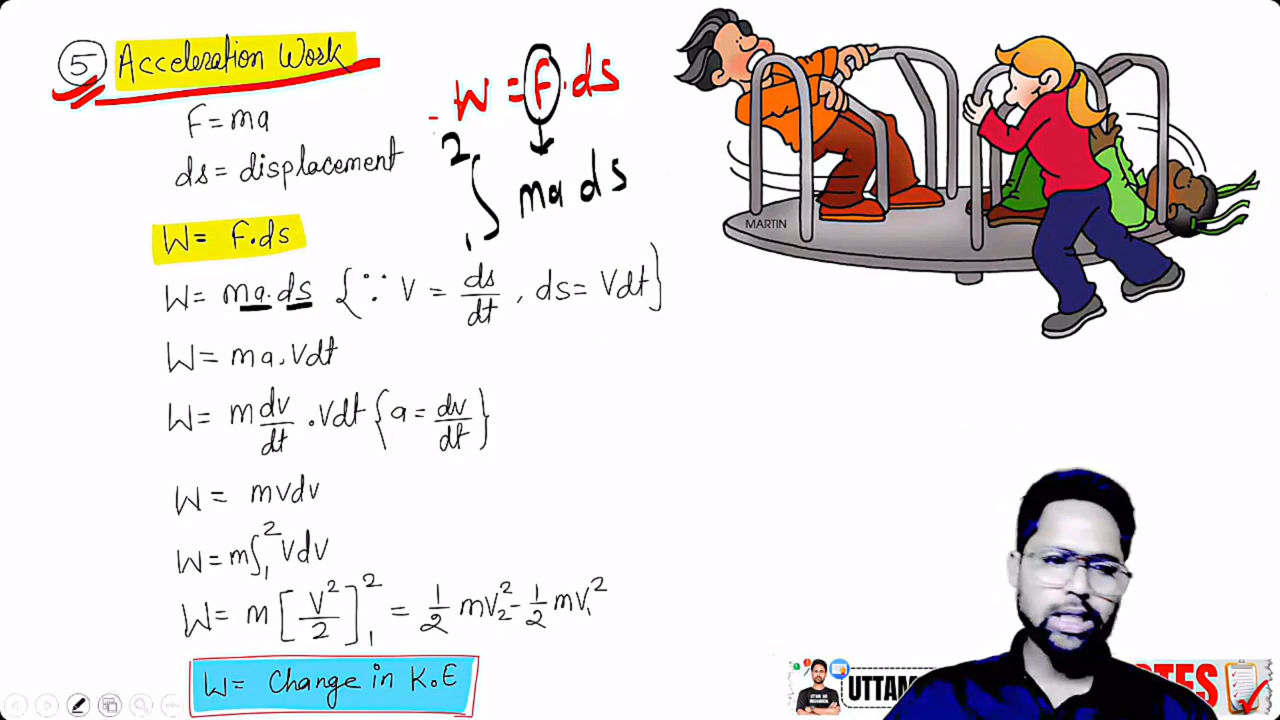 5 Acceleration Work
W = F.ds
F = ma
ds = displacement
2∫1 ma ds
W = F.ds
W = ma.ds {∵ V = ds/dt , ds = Vdt}
W = ma.Vdt
W = m dv/dt .Vdt {a = dv/dt}
W = mvdv
W = m∫₁² VdV
W = m[V²/2]₁² = 1/2 mV₂² - 1/2 mV₁²
W = Change in K.E
MARTIN
UTTAM